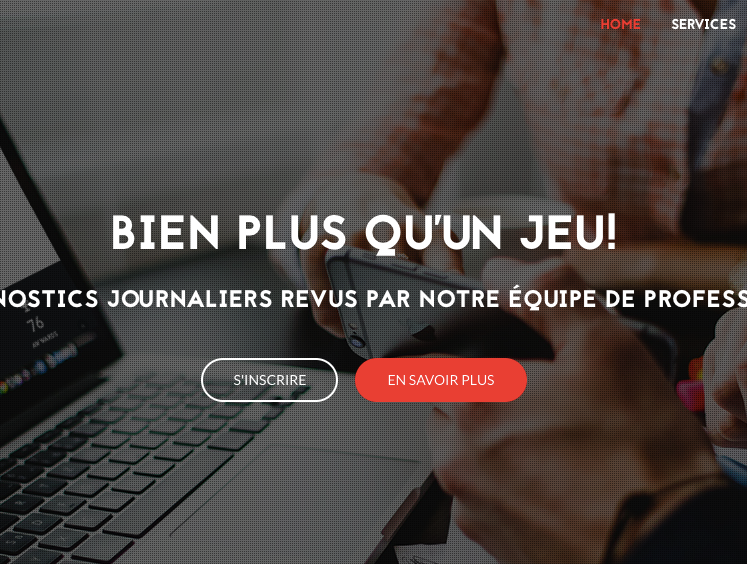 HOME SERVICES
BIEN PLUS QU'UN JEU!
NOSTICS JOURNALIERS REVUS PAR NOTRE ÉQUIPE DE PROFESS
S'INSCRIRE EN SAVOIR PLUS
76